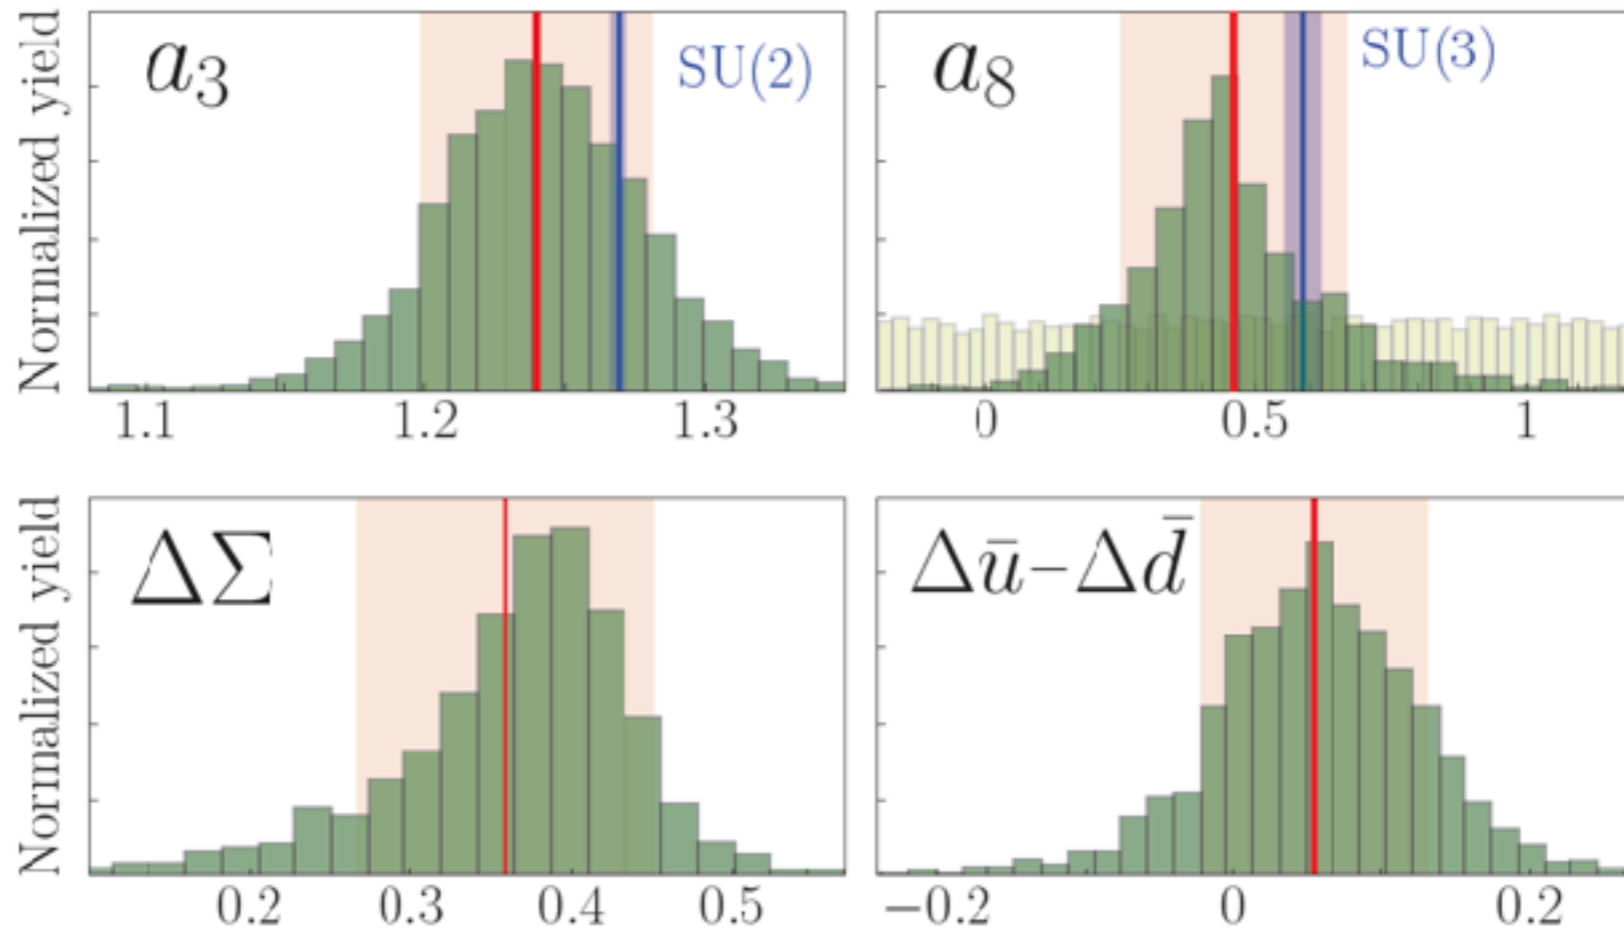 Normalized yield
a₃
SU(2)
1.1 1.2 1.3
a₈
SU(3)
0 0.5 1
Normalized yield
ΔΣ
0.2 0.3 0.4 0.5
Δū−Δd̄
−0.2 0 0.2